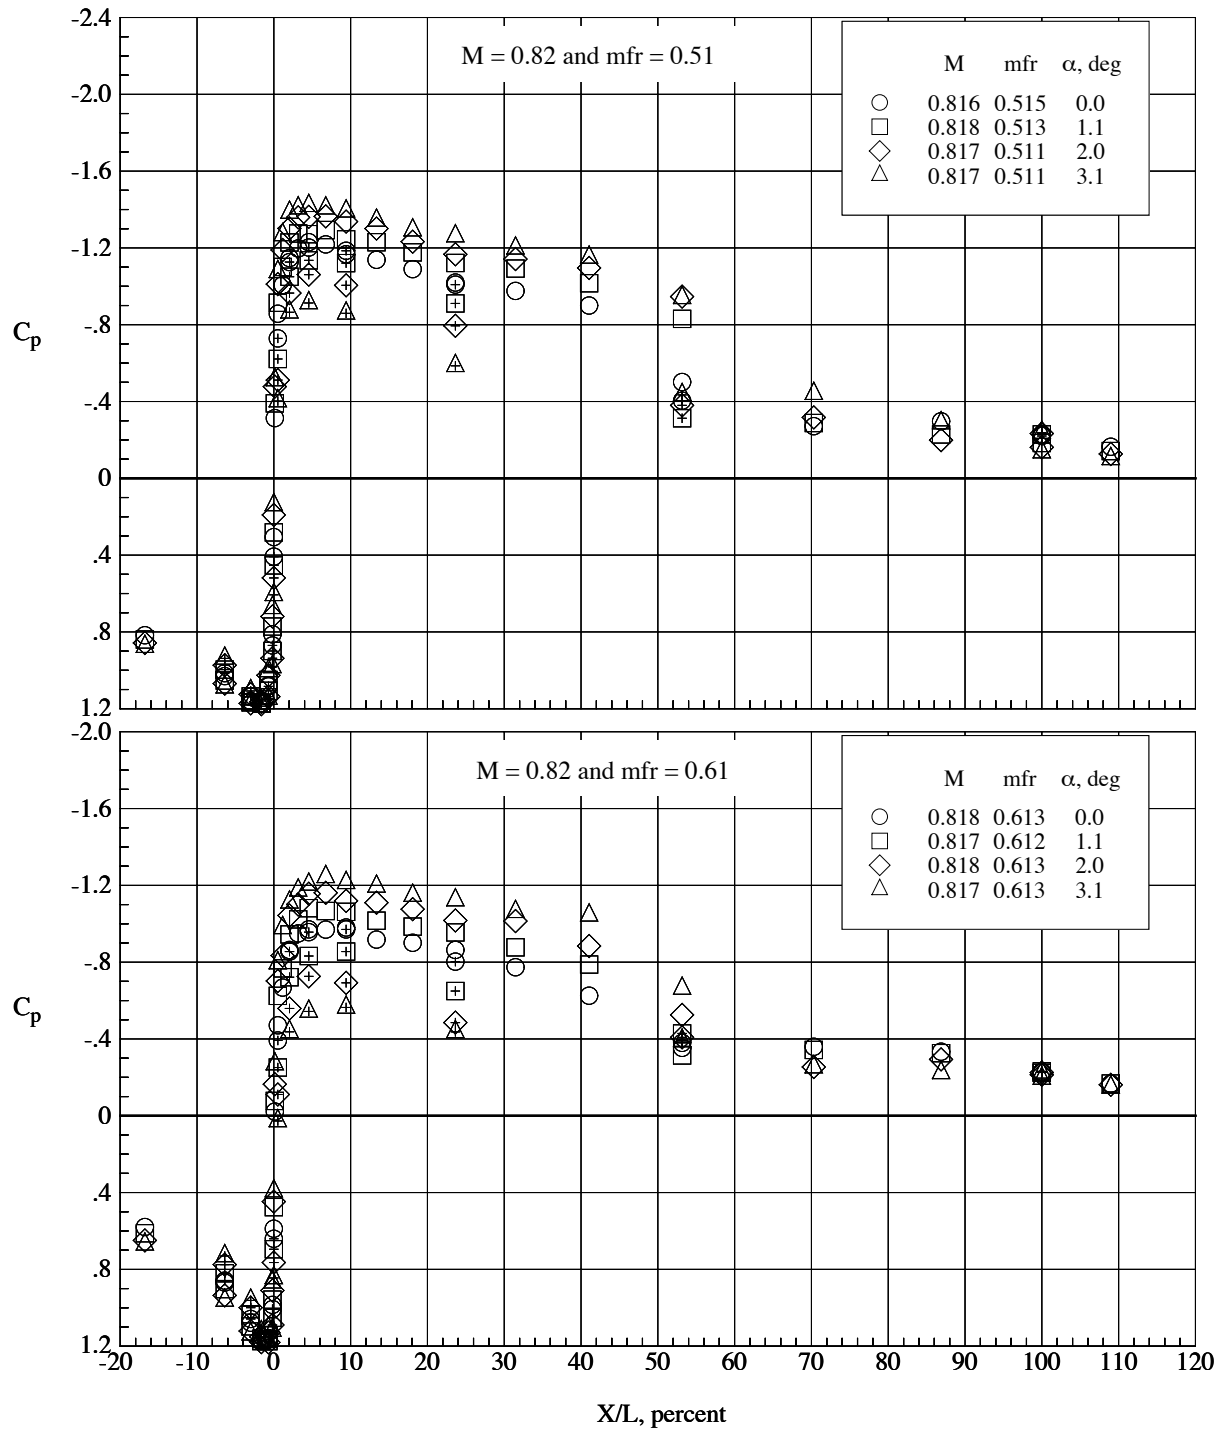 -2.4
M = 0.82 and mfr = 0.51
M mfr α, deg
0.816 0.515 0.0
0.818 0.513 1.1
0.817 0.511 2.0
0.817 0.511 3.1
-2.0
-1.6
-1.2
-.8
Cp
-.4
0
.4
.8
1.2
-2.0
M = 0.82 and mfr = 0.61
M mfr α, deg
0.818 0.613 0.0
0.817 0.612 1.1
0.818 0.613 2.0
0.817 0.613 3.1
-1.6
-1.2
-.8
Cp
-.4
0
.4
.8
1.2
-20 -10 0 10 20 30 40 50 60 70 80 90 100 110 120
X/L, percent